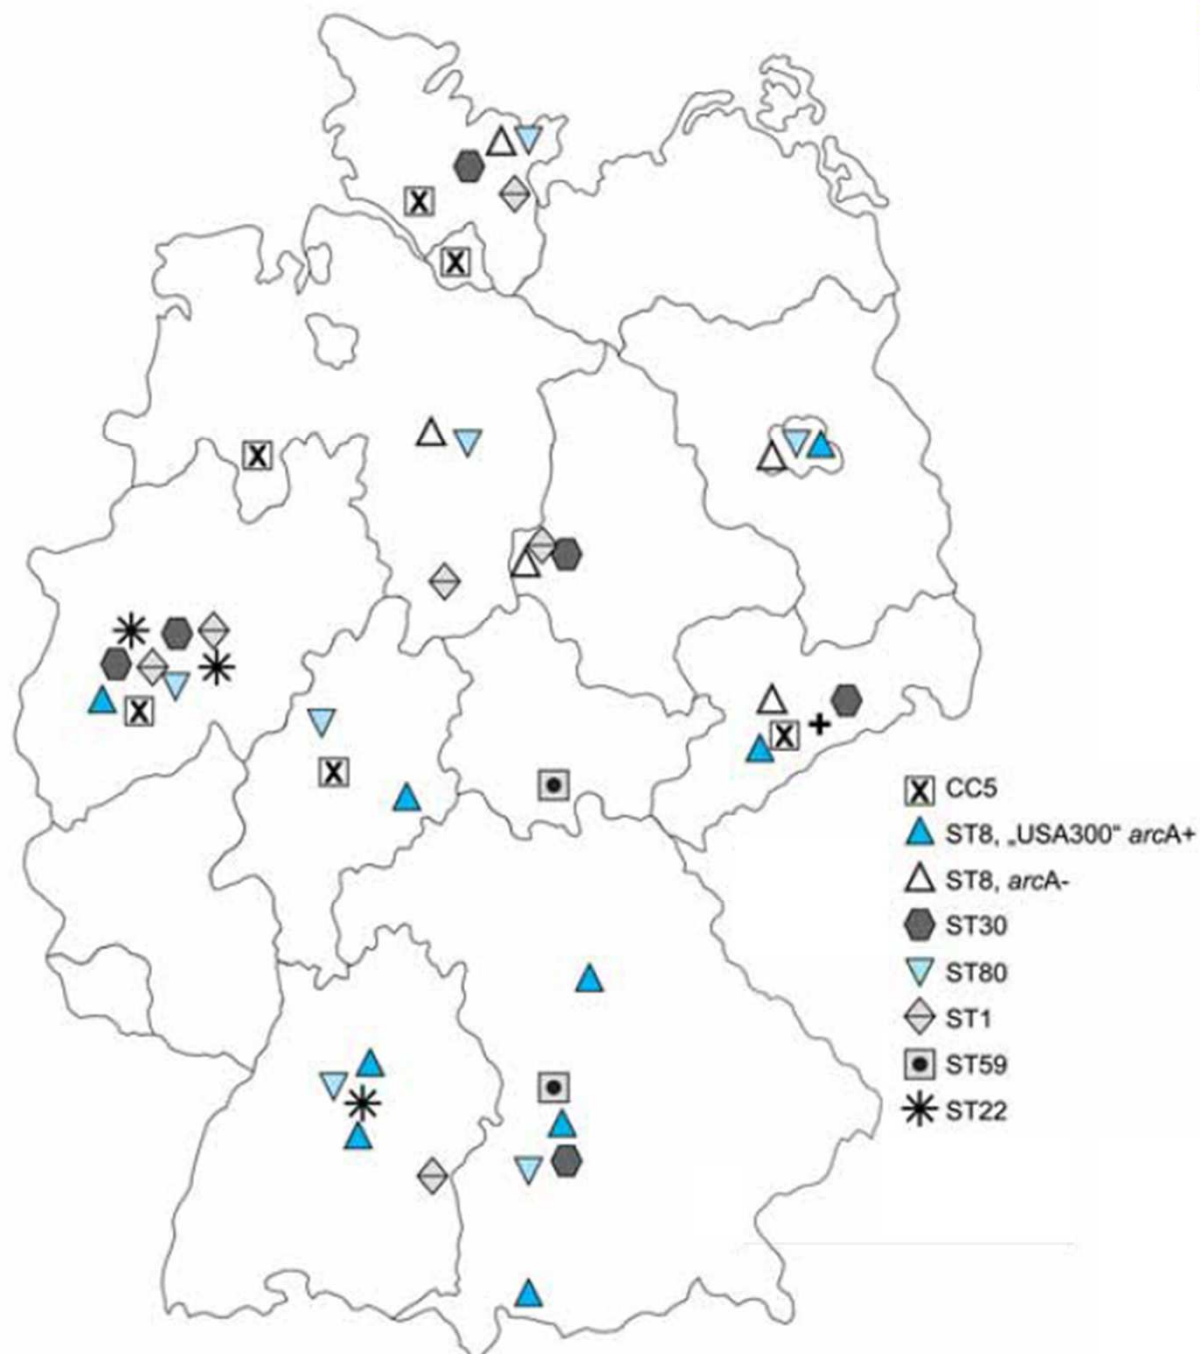 CC5
ST8, „USA300“ arcA+
ST8, arcA-
ST30
ST80
ST1
ST59
ST22